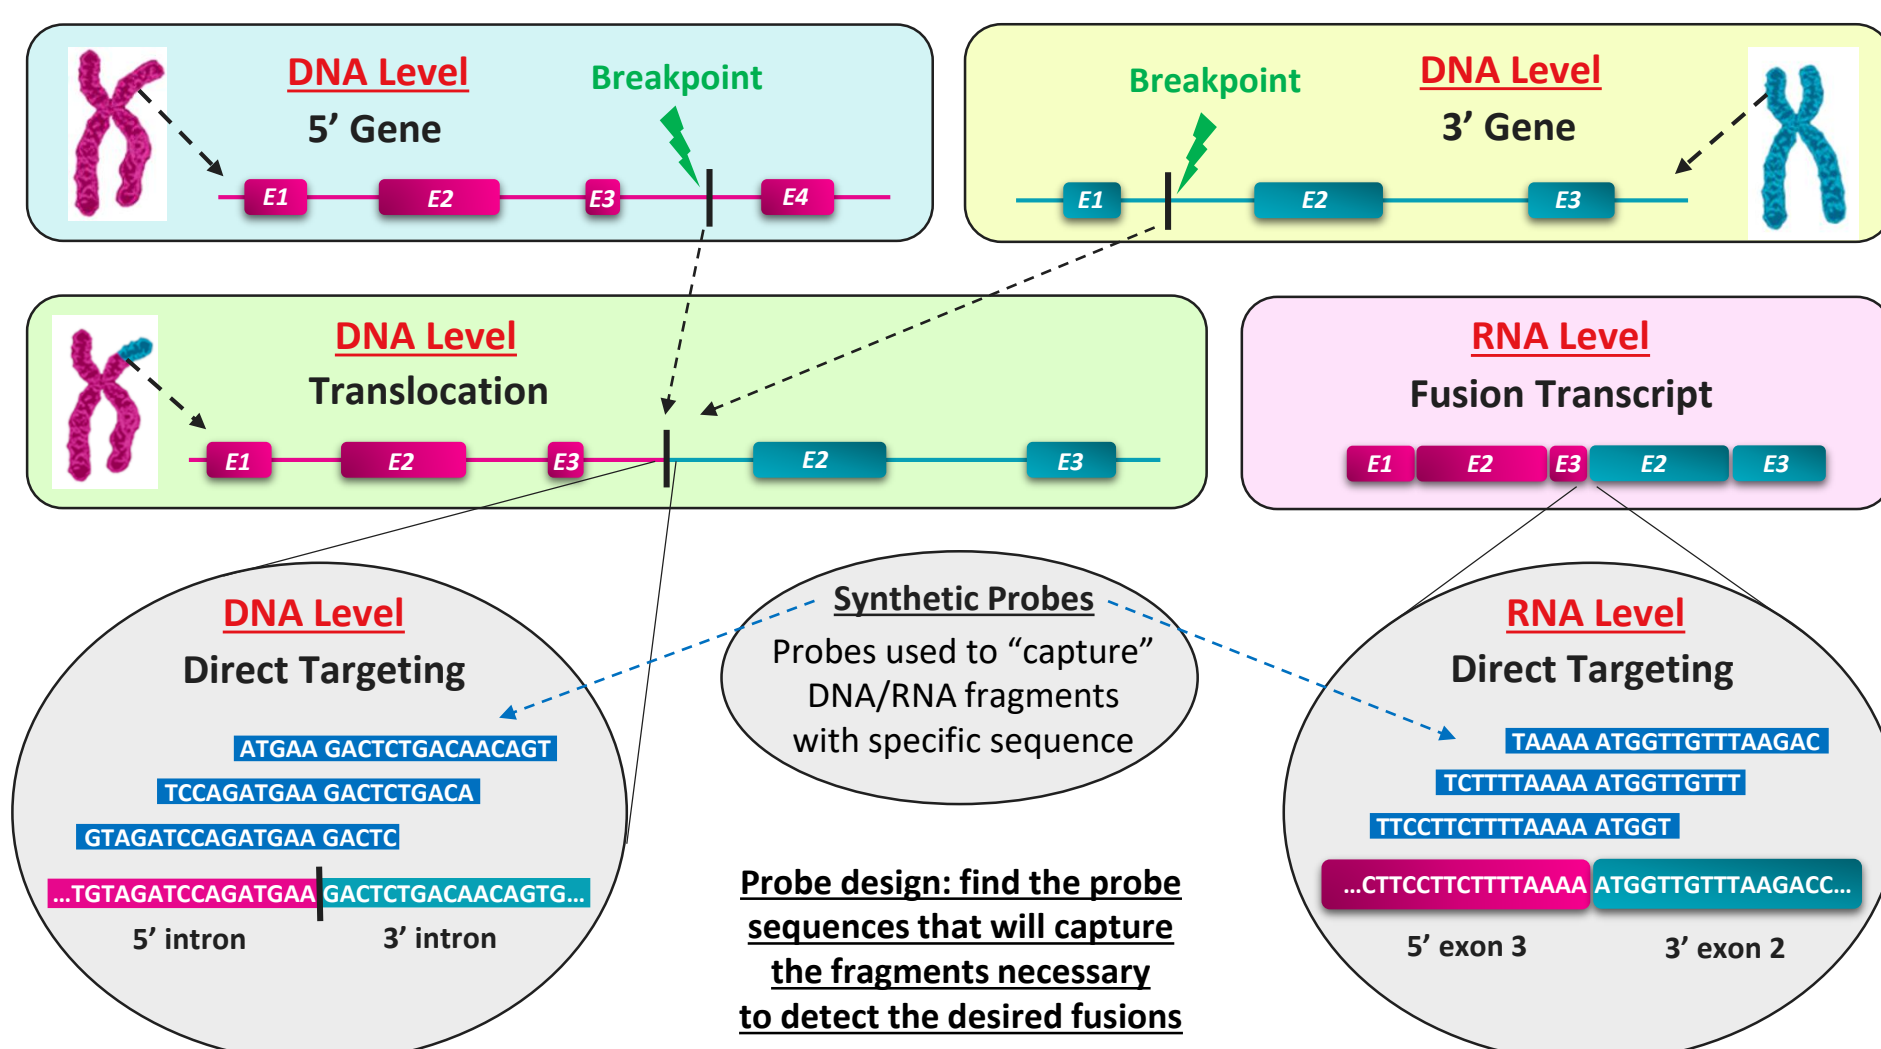 DNA Level
5’ Gene
Breakpoint
E1 E2 E3 E4
Breakpoint
DNA Level
3’ Gene
E1 E2 E3
DNA Level
Translocation
E1 E2 E3 E2 E3
RNA Level
Fusion Transcript
E1 E2 E3 E2 E3
DNA Level
Direct Targeting
ATGAA GACTCTGACAACAGT
TCCAGATGAA GACTCTGACA
GTAGATCCAGATGAA GACTC
...TGTAGATCCAGATGAA GACTCTGACAACAGTG...
5’ intron 3’ intron
Synthetic Probes
Probes used to “capture”
DNA/RNA fragments
with specific sequence
Probe design: find the probe
sequences that will capture
the fragments necessary
to detect the desired fusions
RNA Level
Direct Targeting
TAAAA ATGGTTGTTTAAGAC
TCTTTTAAAA ATGGTTGTTT
TTCCTTCTTTTAAAA ATGGT
...CTTCCTTCTTTTAAAA ATGGTTGTTTAAGACC...
5’ exon 3 3’ exon 2